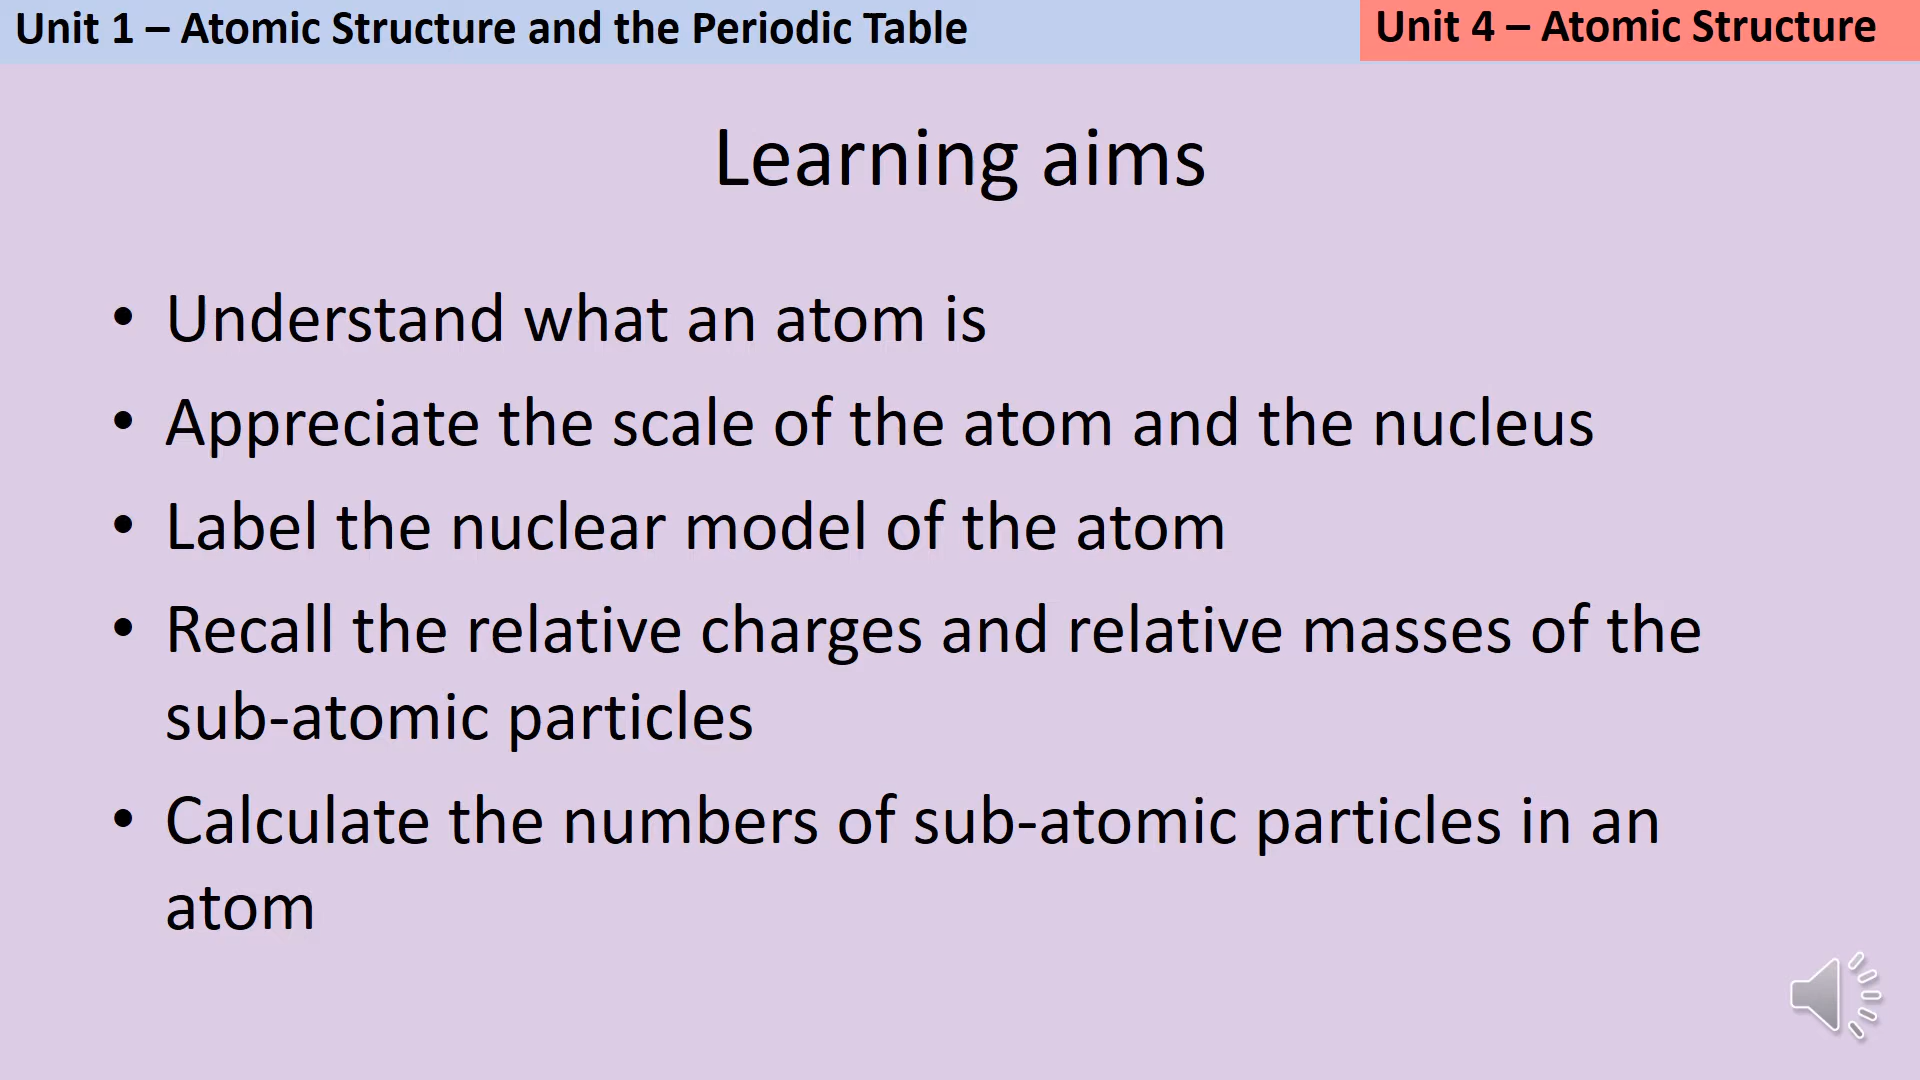 Unit 1 – Atomic Structure and the Periodic Table
Unit 4 – Atomic Structure
Learning aims
• Understand what an atom is
• Appreciate the scale of the atom and the nucleus
• Label the nuclear model of the atom
• Recall the relative charges and relative masses of the
sub-atomic particles
• Calculate the numbers of sub-atomic particles in an
atom